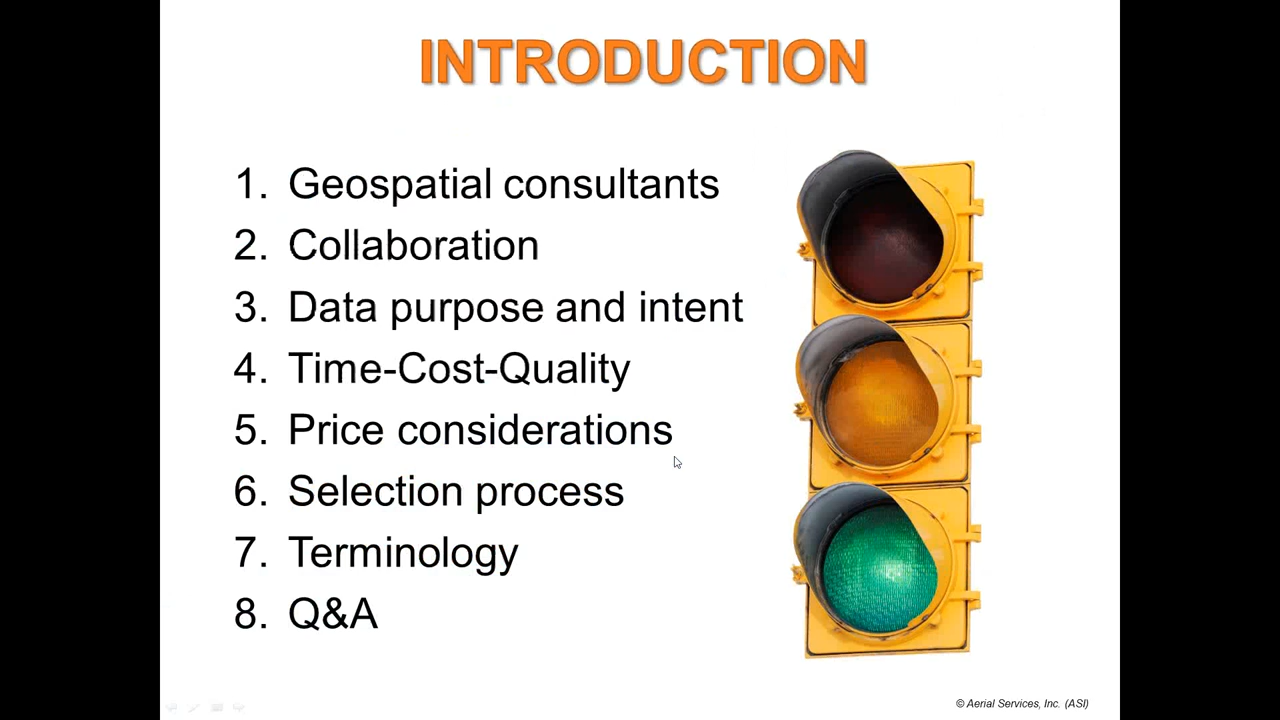 INTRODUCTION
1. Geospatial consultants
2. Collaboration
3. Data purpose and intent
4. Time-Cost-Quality
5. Price considerations
6. Selection process
7. Terminology
8. Q&A
© Aerial Services, Inc. (ASI)